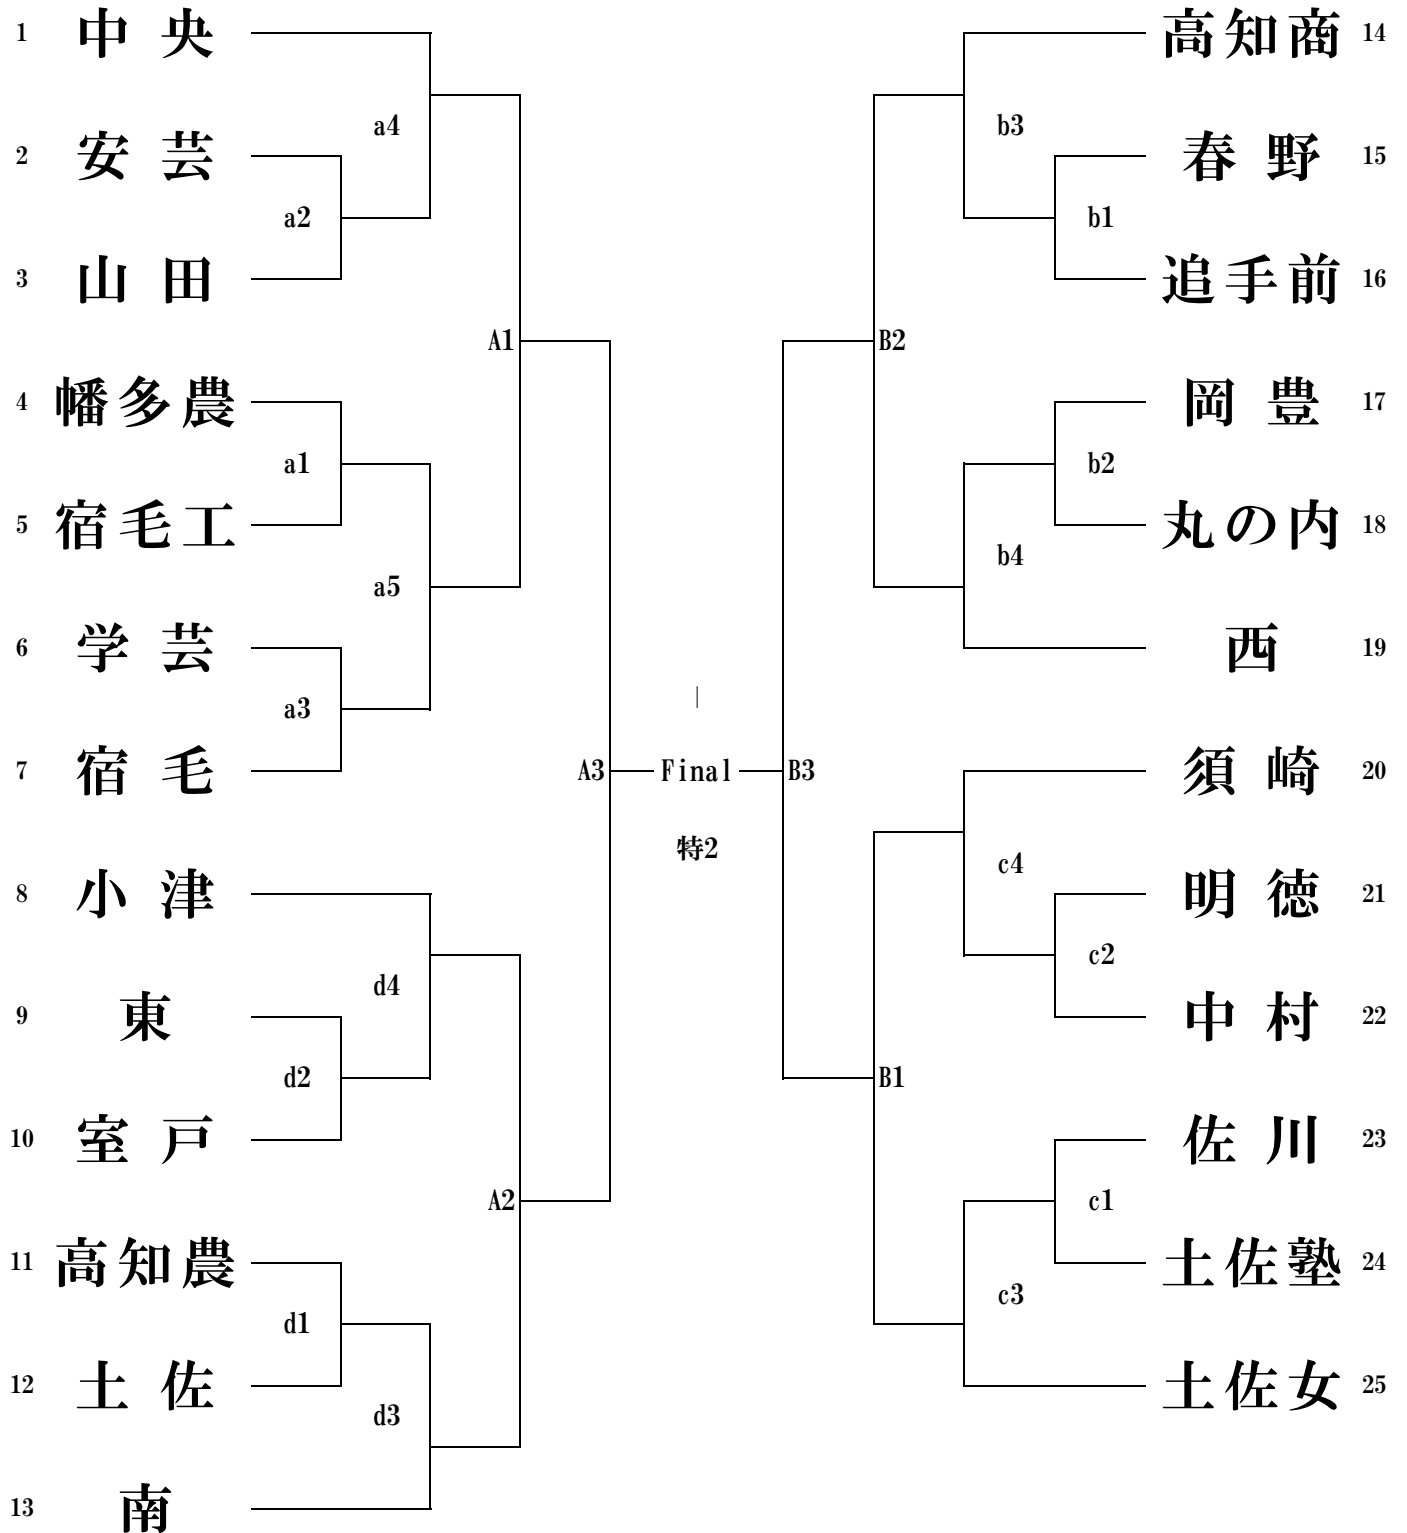 1 中央
a4
2 安芸
a2
3 山田
A1
4 幡多農
a1
5 宿毛工
a5
6 学芸
a3
7 宿毛
A3
8 小津
d4
9 東
d2
10 室戸
A2
11 高知農
d1
12 土佐
d3
13 南
Final
特2
高知商 14
b3
春野 15
b1
追手前 16
B2
岡豊 17
b2
丸の内 18
b4
西 19
B3
須崎 20
c4
明徳 21
c2
中村 22
B1
佐川 23
c1
土佐塾 24
c3
土佐女 25